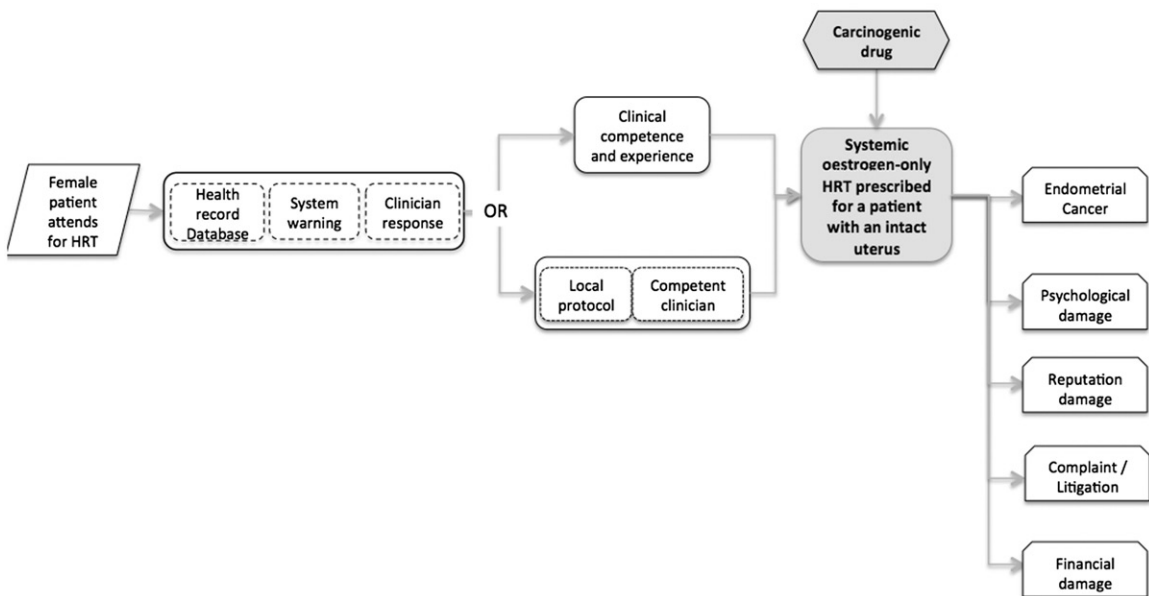 Carcinogenic
drug
Female
patient
attends
for HRT
Health
record
Database
System
warning
Clinician
response
OR
Clinical
competence
and experience
Local
protocol
Competent
clinician
Systemic
oestrogen-only
HRT prescribed
for a patient
with an intact
uterus
Endometrial
Cancer
Psychological
damage
Reputation
damage
Complaint /
Litigation
Financial
damage